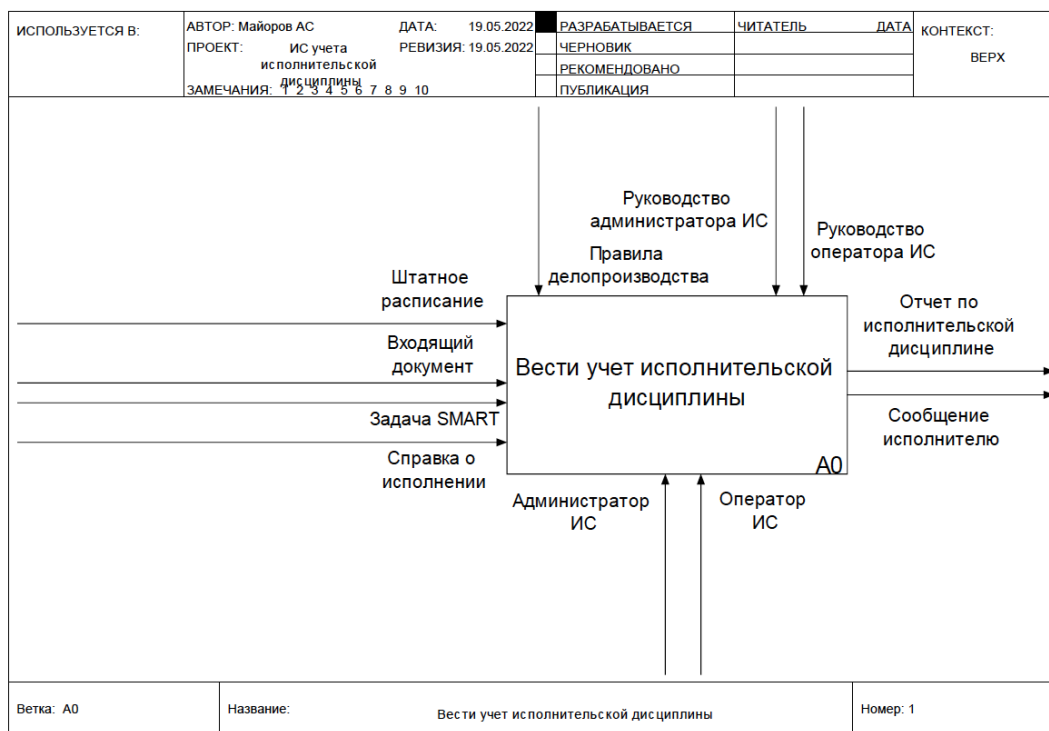 ИСПОЛЬЗУЕТСЯ В:
АВТОР: Майоров АС
ДАТА: 19.05.2022
ПРОЕКТ: ИС учета
исполнительской
дисциплины
РЕВИЗИЯ: 19.05.2022
ЗАМЕЧАНИЯ: 1 2 3 4 5 6 7 8 9 10
РАЗРАБАТЫВАЕТСЯ
ЧЕРНОВИК
РЕКОМЕНДОВАНО
ПУБЛИКАЦИЯ
ЧИТАТЕЛЬ ДАТА
КОНТЕКСТ:
ВЕРХ
Руководство
администратора ИС
Руководство
оператора ИС
Правила
делопроизводства
Штатное
расписание
Входящий
документ
Задача SMART
Справка о
исполнении
Вести учет исполнительской
дисциплины
A0
Отчет по
исполнительской
дисциплине
Сообщение
исполнителю
Администратор
ИС
Оператор
ИС
Ветка: A0
Название:
Вести учет исполнительской дисциплины
Номер: 1